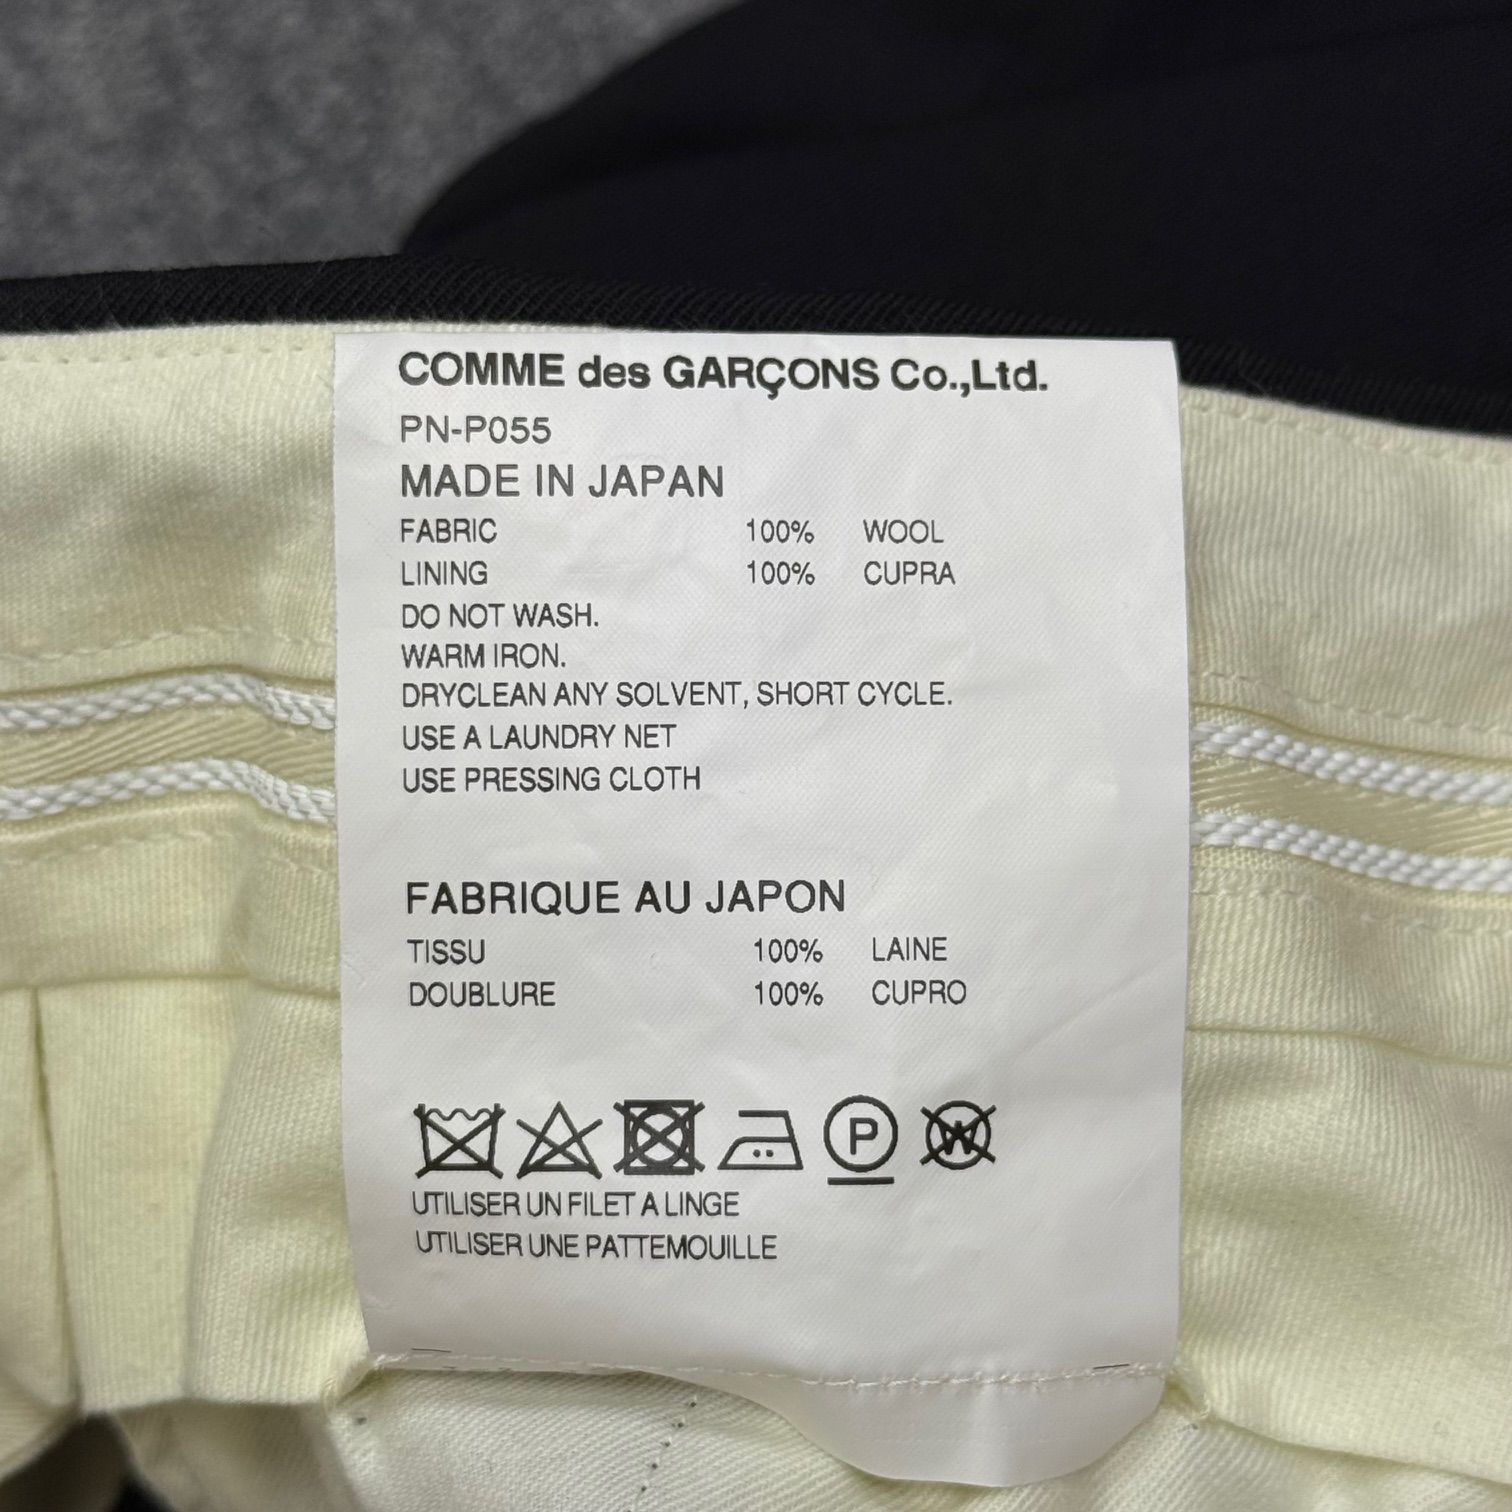 COMME des GARÇONS Co.,Ltd.
PN-P055
MADE IN JAPAN
FABRIC 100% WOOL
LINING 100% CUPRA
DO NOT WASH.
WARM IRON.
DRYCLEAN ANY SOLVENT, SHORT CYCLE.
USE A LAUNDRY NET
USE PRESSING CLOTH
FABRIQUE AU JAPON
TISSU 100% LAINE
DOUBLURE 100% CUPRO
P W
UTILISER UN FILET A LINGE
UTILISER UNE PATTEMOUILLE